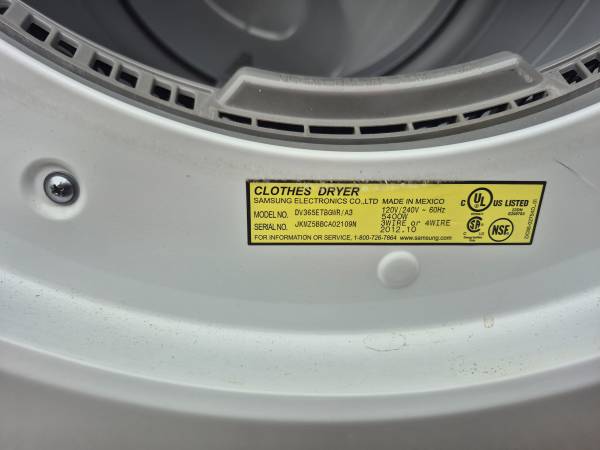 CLOTHES DRYER
SAMSUNG ELECTRONICS CO.,LTD MADE IN MEXICO
MODEL NO. DV365ETBGWR/A3
120V/240V ~ 60Hz
5400W
SERIAL NO. JKWZ5BBCA02109N
3WIRE or 4WIRE
2012.10
FOR INFORMATION OR SERVICE, 1-800-726-7864 www.samsung.com
C UL US LISTED
NSF